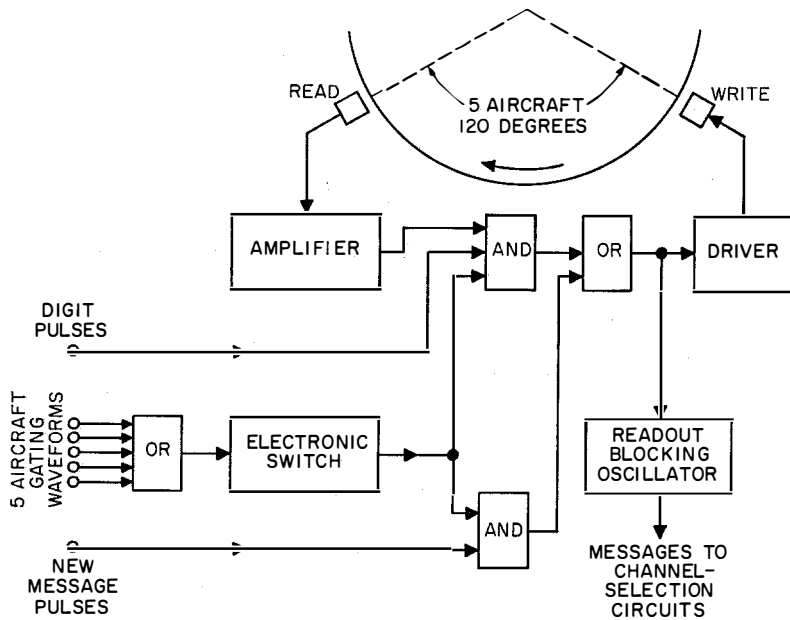 READ
5 AIRCRAFT
120 DEGREES
WRITE
AMPLIFIER
AND
OR
DRIVER
DIGIT
PULSES
5 AIRCRAFT
GATING
WAVEFORMS
OR
ELECTRONIC
SWITCH
READOUT
BLOCKING
OSCILLATOR
AND
NEW
MESSAGE
PULSES
MESSAGES TO
CHANNEL-
SELECTION
CIRCUITS